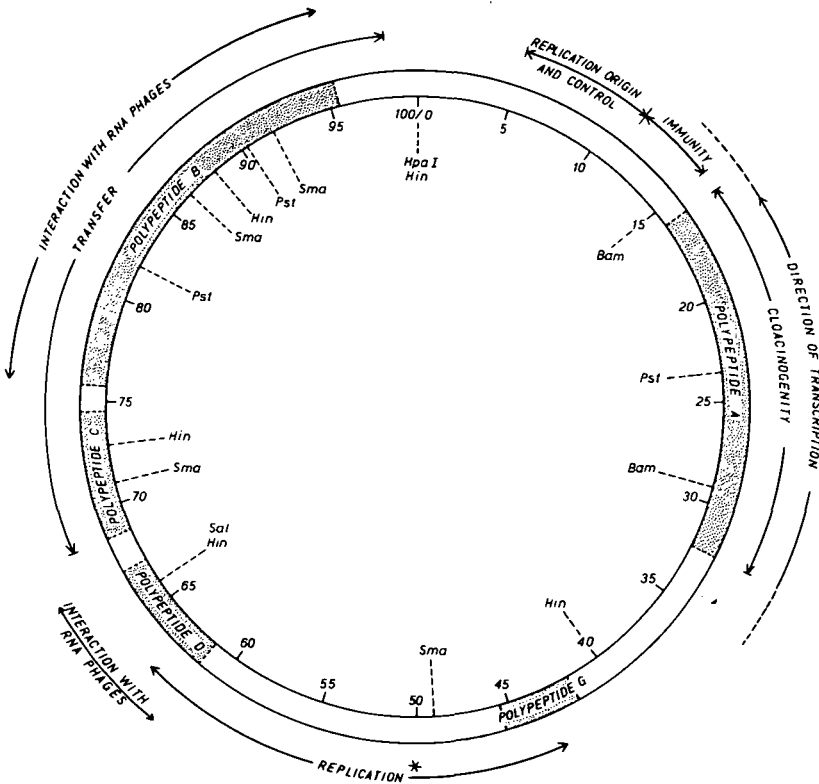 REPLICATION ORIGIN
AND CONTROL
IMMUNITY
DIRECTION OF TRANSCRIPTION
CLOACINOGENITY
POLYPEPTIDE A
INTERACTION WITH RNA PHAGES
TRANSFER
POLYPEPTIDE B
POLYPEPTIDE C
POLYPEPTIDE D
POLYPEPTIDE G
INTERACTION WITH
RNA PHAGES
REPLICATION *
100/0
Hpa I
Hin
5
10
15
Bam
20
Pst
25
Bam
30
35
Hin
40
45
Sma
50
55
60
65
Sal
Hin
70
Sma
Hin
75
80
Pst
85
Sma
Hin
90
Pst
Sma
95